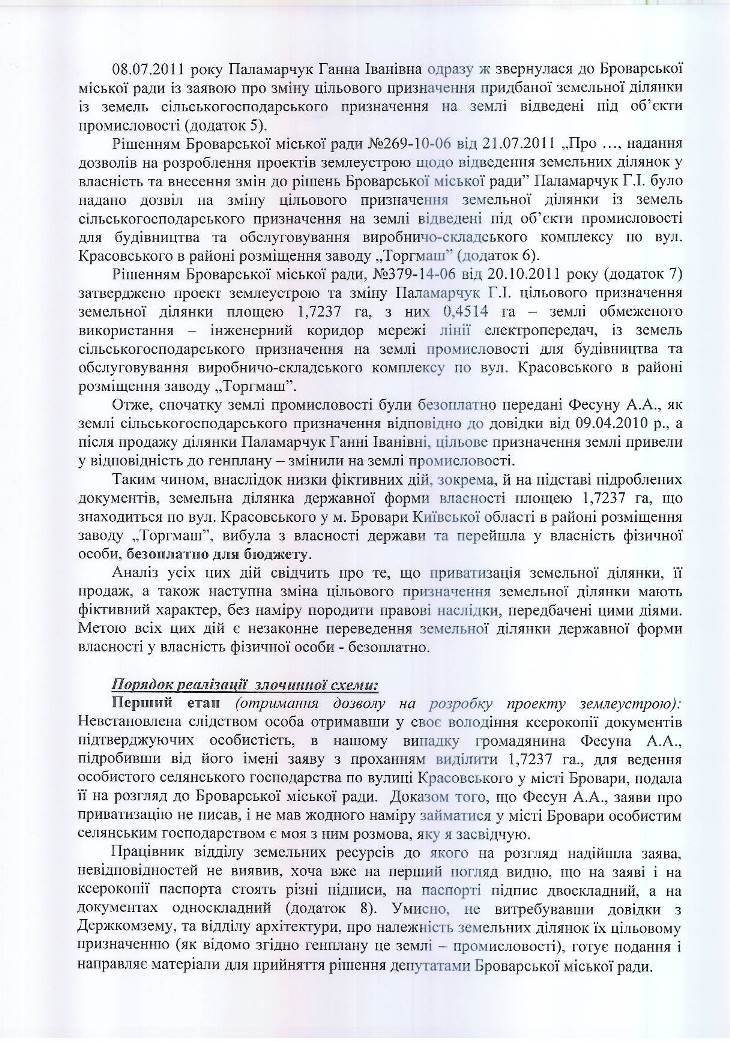 08.07.2011 року Паламарчук Ганна Іванівна одразу ж звернулася до Броварської
міської ради із заявою про зміну цільового призначення придбаної земельної ділянки
із земель сільськогосподарського призначення на землі відведені під об’єкти
промисловості (додаток 5).
Рішенням Броварської міської ради №269-10-06 від 21.07.2011 „Про …, надання
дозволів на розроблення проектів землеустрою щодо відведення земельних ділянок у
власність та внесення змін до рішень Броварської міської ради” Паламарчук Г.І. було
надано дозвіл на зміну цільового призначення земельної ділянки із земель
сільськогосподарського призначення на землі відведені під об’єкти промисловості
для будівництва та обслуговування виробничо-складського комплексу по вул.
Красовського в районі розміщення заводу „Торгмаш” (додаток 6).
Рішенням Броварської міської ради, №379-14-06 від 20.10.2011 року (додаток 7)
затверджено проект землеустрою та зміну Паламарчук Г.І. цільового призначення
земельної ділянки площею 1,7237 га, з них 0,4514 га – землі обмеженого
використання – інженерний коридор мережі лінії електропередач, із земель
сільськогосподарського призначення на землі промисловості для будівництва та
обслуговування виробничо-складського комплексу по вул. Красовського в районі
розміщення заводу „Торгмаш”.
Отже, спочатку землі промисловості були безоплатно передані Фесуну А.А., як
землі сільськогосподарського призначення відповідно до довідки від 09.04.2010 р., а
після продажу ділянки Паламарчук Ганні Іванівні, цільове призначення землі привели
у відповідність до генплану – змінили на землі промисловості.
Таким чином, внаслідок низки фіктивних дій, зокрема, й на підставі підроблених
документів, земельна ділянка державної форми власності площею 1,7237 га, що
знаходиться по вул. Красовського у м. Бровари Київської області в районі розміщення
заводу „Торгмаш”, вибула з власності держави та перейшла у власність фізичної
особи, безоплатно для бюджету.
Аналіз усіх цих дій свідчить про те, що приватизація земельної ділянки, її
продаж, а також наступна зміна цільового призначення земельної ділянки мають
фіктивний характер, без наміру породити правові наслідки, передбачені цими діями.
Метою всіх цих дій є незаконне переведення земельної ділянки державної форми
власності у власність фізичної особи - безоплатно.
Порядок реалізації злочинної схеми:
Перший етап (отримання дозволу на розробку проекту землеустрою):
Невстановлена слідством особа отримавши у своє володіння ксерокопії документів
підтверджуючих особистість, в нашому випадку громадянина Фесуна А.А.,
підробивши від його імені заяву з проханням виділити 1,7237 га., для ведення
особистого селянського господарства по вулиці Красовського у місті Бровари, подала
її на розгляд до Броварської міської ради. Доказом того, що Фесун А.А., заяви про
приватизацію не писав, і не мав жодного наміру займатися у місті Бровари особистим
селянським господарством є моя з ним розмова, яку я засвідчую.
Працівник відділу земельних ресурсів до якого на розгляд надійшла заява,
невідповідностей не виявив, хоча вже на перший погляд видно, що на заяві і на
ксерокопії паспорта стоять різні підписи, на паспорті підпис двоскладний, а на
документах односкладний (додаток 8). Умисно, не витребувавши довідки з
Держкомзему, та відділу архітектури, про належність земельних ділянок їх цільовому
призначенню (як відомо згідно генплану це землі – промисловості), готує подання і
направляє матеріали для прийняття рішення депутатами Броварської міської ради.